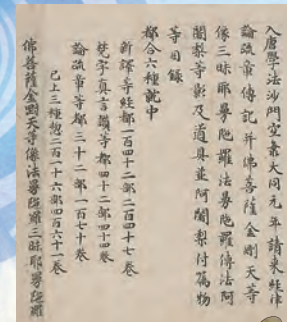 入唐學法沙門空海大同元年請來經律
論疏章傳記并佛菩薩金剛天等
像三昧耶曼陁羅法曼陁羅傳法阿
闍梨等影及道具并阿闍梨付囑物
等目錄
都合六種就中
新譯等經都一百四十二部二百四十七卷
梵字真言讚等都四十二部四十四卷
論疏章等都三十二部一百七十卷
已上三種惣二百一十六部四百六十一卷
佛菩薩金剛天等像法曼陁羅三昧耶曼陁羅